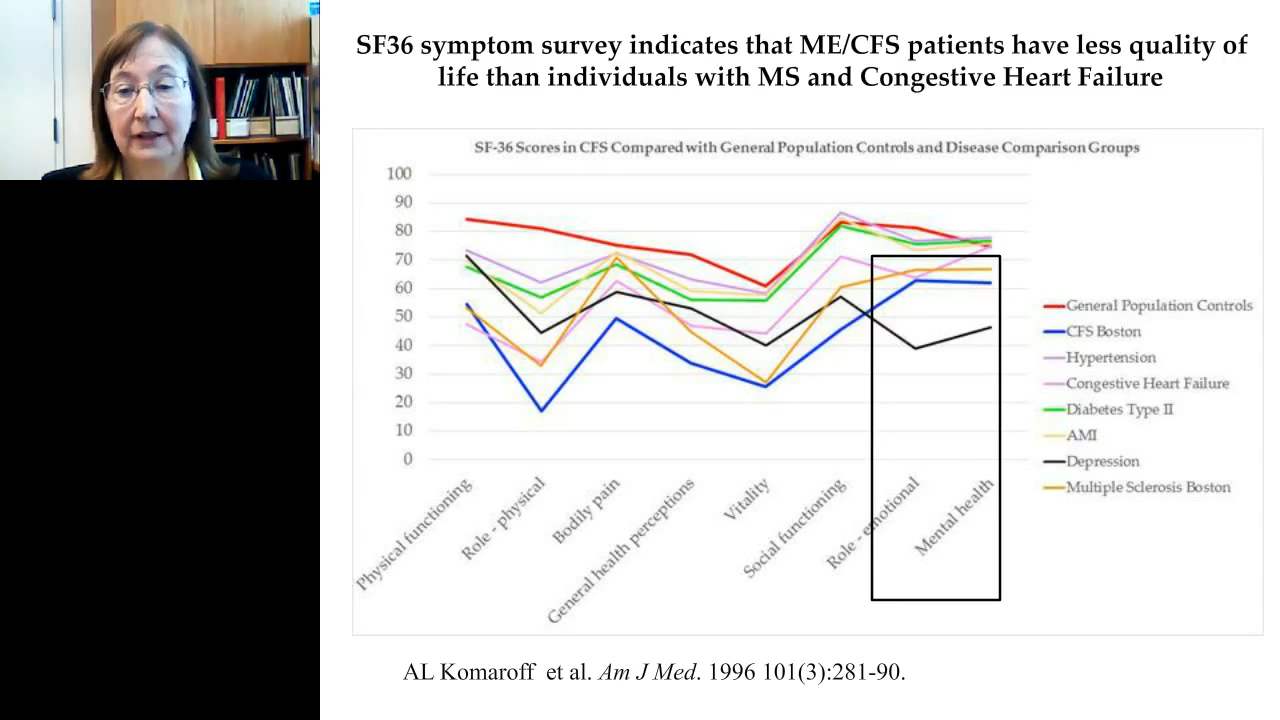 SF36 symptom survey indicates that ME/CFS patients have less quality of
life than individuals with MS and Congestive Heart Failure
SF-36 Scores in CFS Compared with General Population Controls and Disease Comparison Groups
100
90
80
70
60
50
40
30
20
10
0
Physical functioning
Role - physical
Bodily pain
General health perceptions
Vitality
Social functioning
Role - emotional
Mental health
General Population Controls
CFS Boston
Hypertension
Congestive Heart Failure
Diabetes Type II
AMI
Depression
Multiple Sclerosis Boston
AL Komaroff et al. Am J Med. 1996 101(3):281-90.